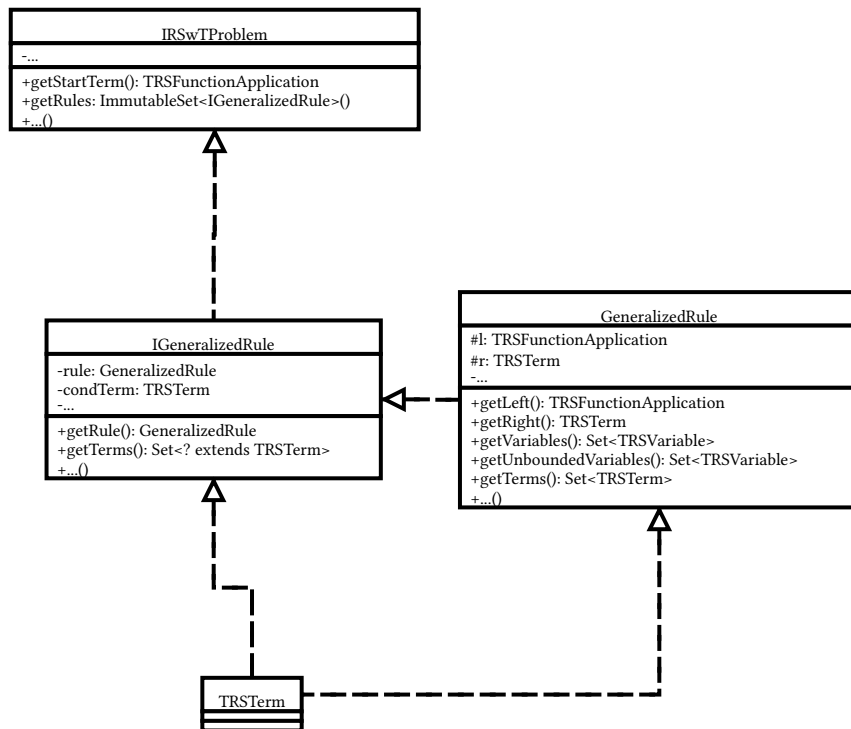 IRSwTProblem
-...
+getStartTerm(): TRSFunctionApplication
+getRules: ImmutableSet<IGeneralizedRule>()
+...()
IGeneralizedRule
-rule: GeneralizedRule
-condTerm: TRSTerm
-...
+getRule(): GeneralizedRule
+getTerms(): Set<? extends TRSTerm>
+...()
GeneralizedRule
#l: TRSFunctionApplication
#r: TRSTerm
-...
+getLeft(): TRSFunctionApplication
+getRight(): TRSTerm
+getVariables(): Set<TRSVariable>
+getUnboundedVariables(): Set<TRSVariable>
+getTerms(): Set<TRSTerm>
+...()
TRSTerm